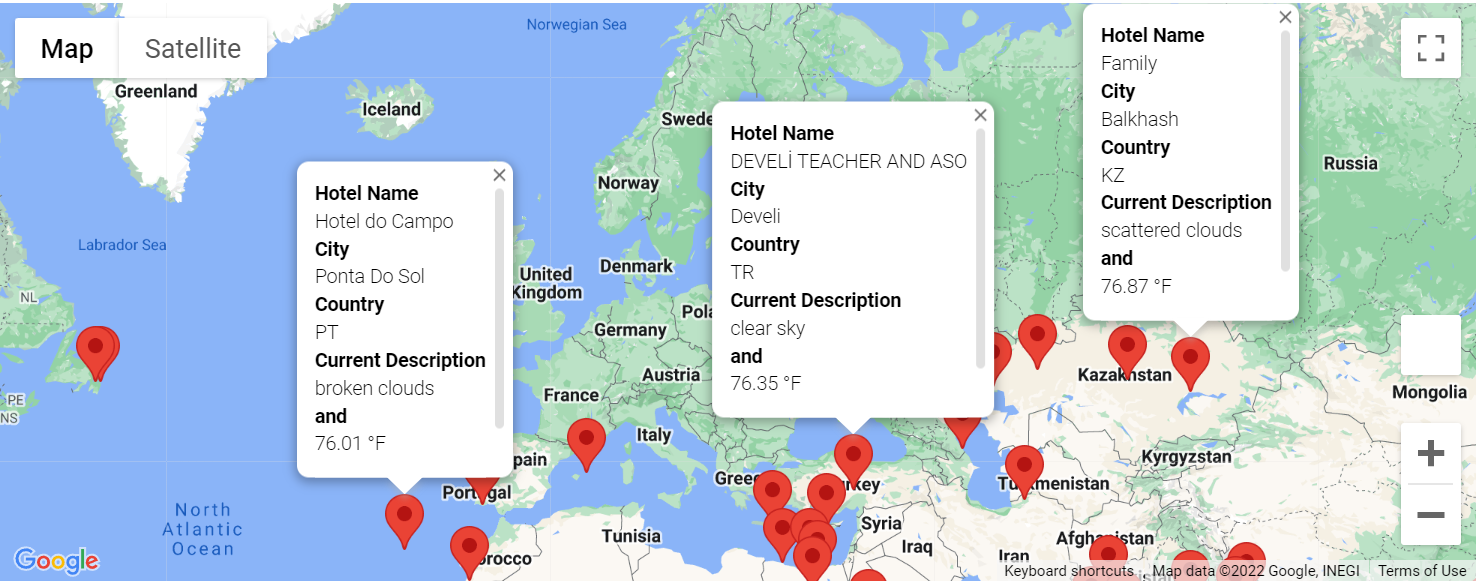 Map
Satellite
Norwegian Sea
Greenland
Iceland
Swede
Norway
Russia
Labrador Sea
United
Kingdom
Denmark
NL
Germany
Pola
Austria
France
PE
NS
Italy
pain
Portugal
Gree
rkey
Kazakhstan
Mongolia
Kyrgyzstan
Turkmenistan
North
Atlantic
Ocean
Tunisia
Syria
Iraq
Iran
Afghanistan
orocco
Hotel Name
Hotel do Campo
City
Ponta Do Sol
Country
PT
Current Description
broken clouds
and
76.01 °F
Hotel Name
DEVELİ TEACHER AND ASO
City
Develi
Country
TR
Current Description
clear sky
and
76.35 °F
Hotel Name
Family
City
Balkhash
Country
KZ
Current Description
scattered clouds
and
76.87 °F
Google
Keyboard shortcuts
Map data ©2022 Google, INEGI
Terms of Use